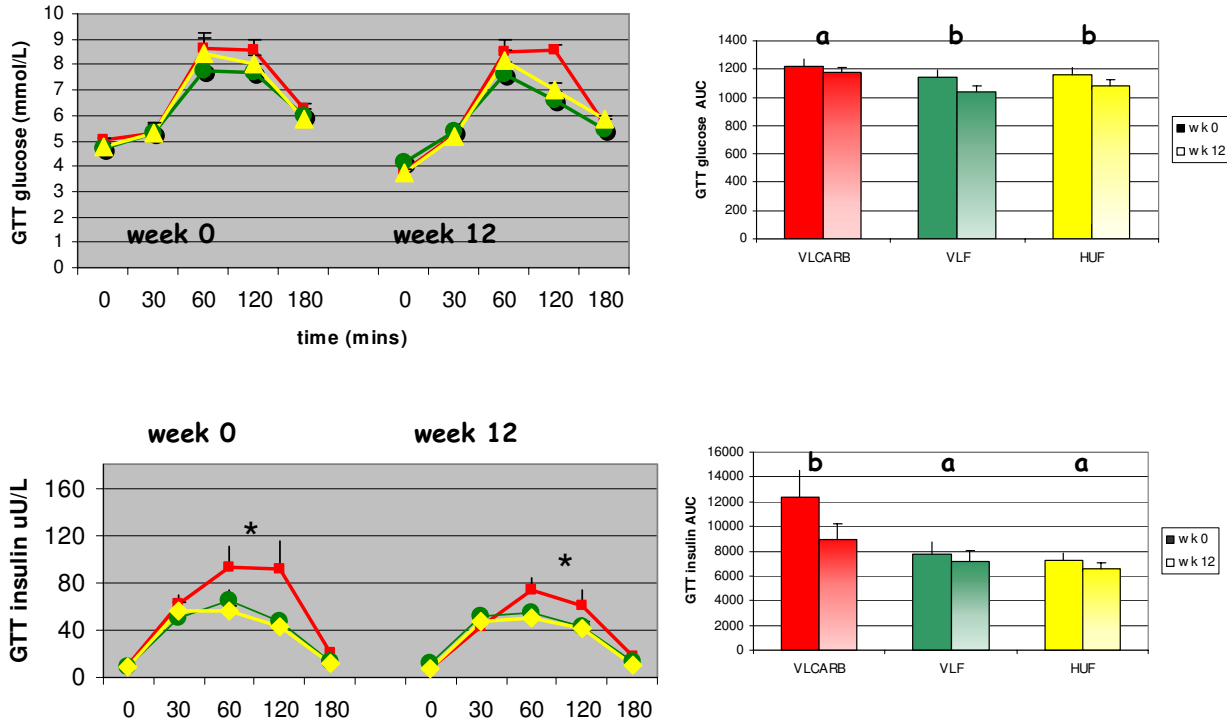 GTT glucose (mmol/L)
10
9
8
7
6
5
4
3
2
1
0
week 0
week 12
0 30 60 120 180 0 30 60 120 180
time (mins)
GTT glucose AUC
1400
1200
1000
800
600
400
200
0
a b b
VLCARB VLF HUF
wk 0
wk 12
week 0 week 12
GTT insulin uU/L
160
120
80
40
0
* *
0 30 60 120 180 0 30 60 120 180
GTT insulin AUC
16000
14000
12000
10000
8000
6000
4000
2000
0
b a a
VLCARB VLF HUF
wk 0
wk 12